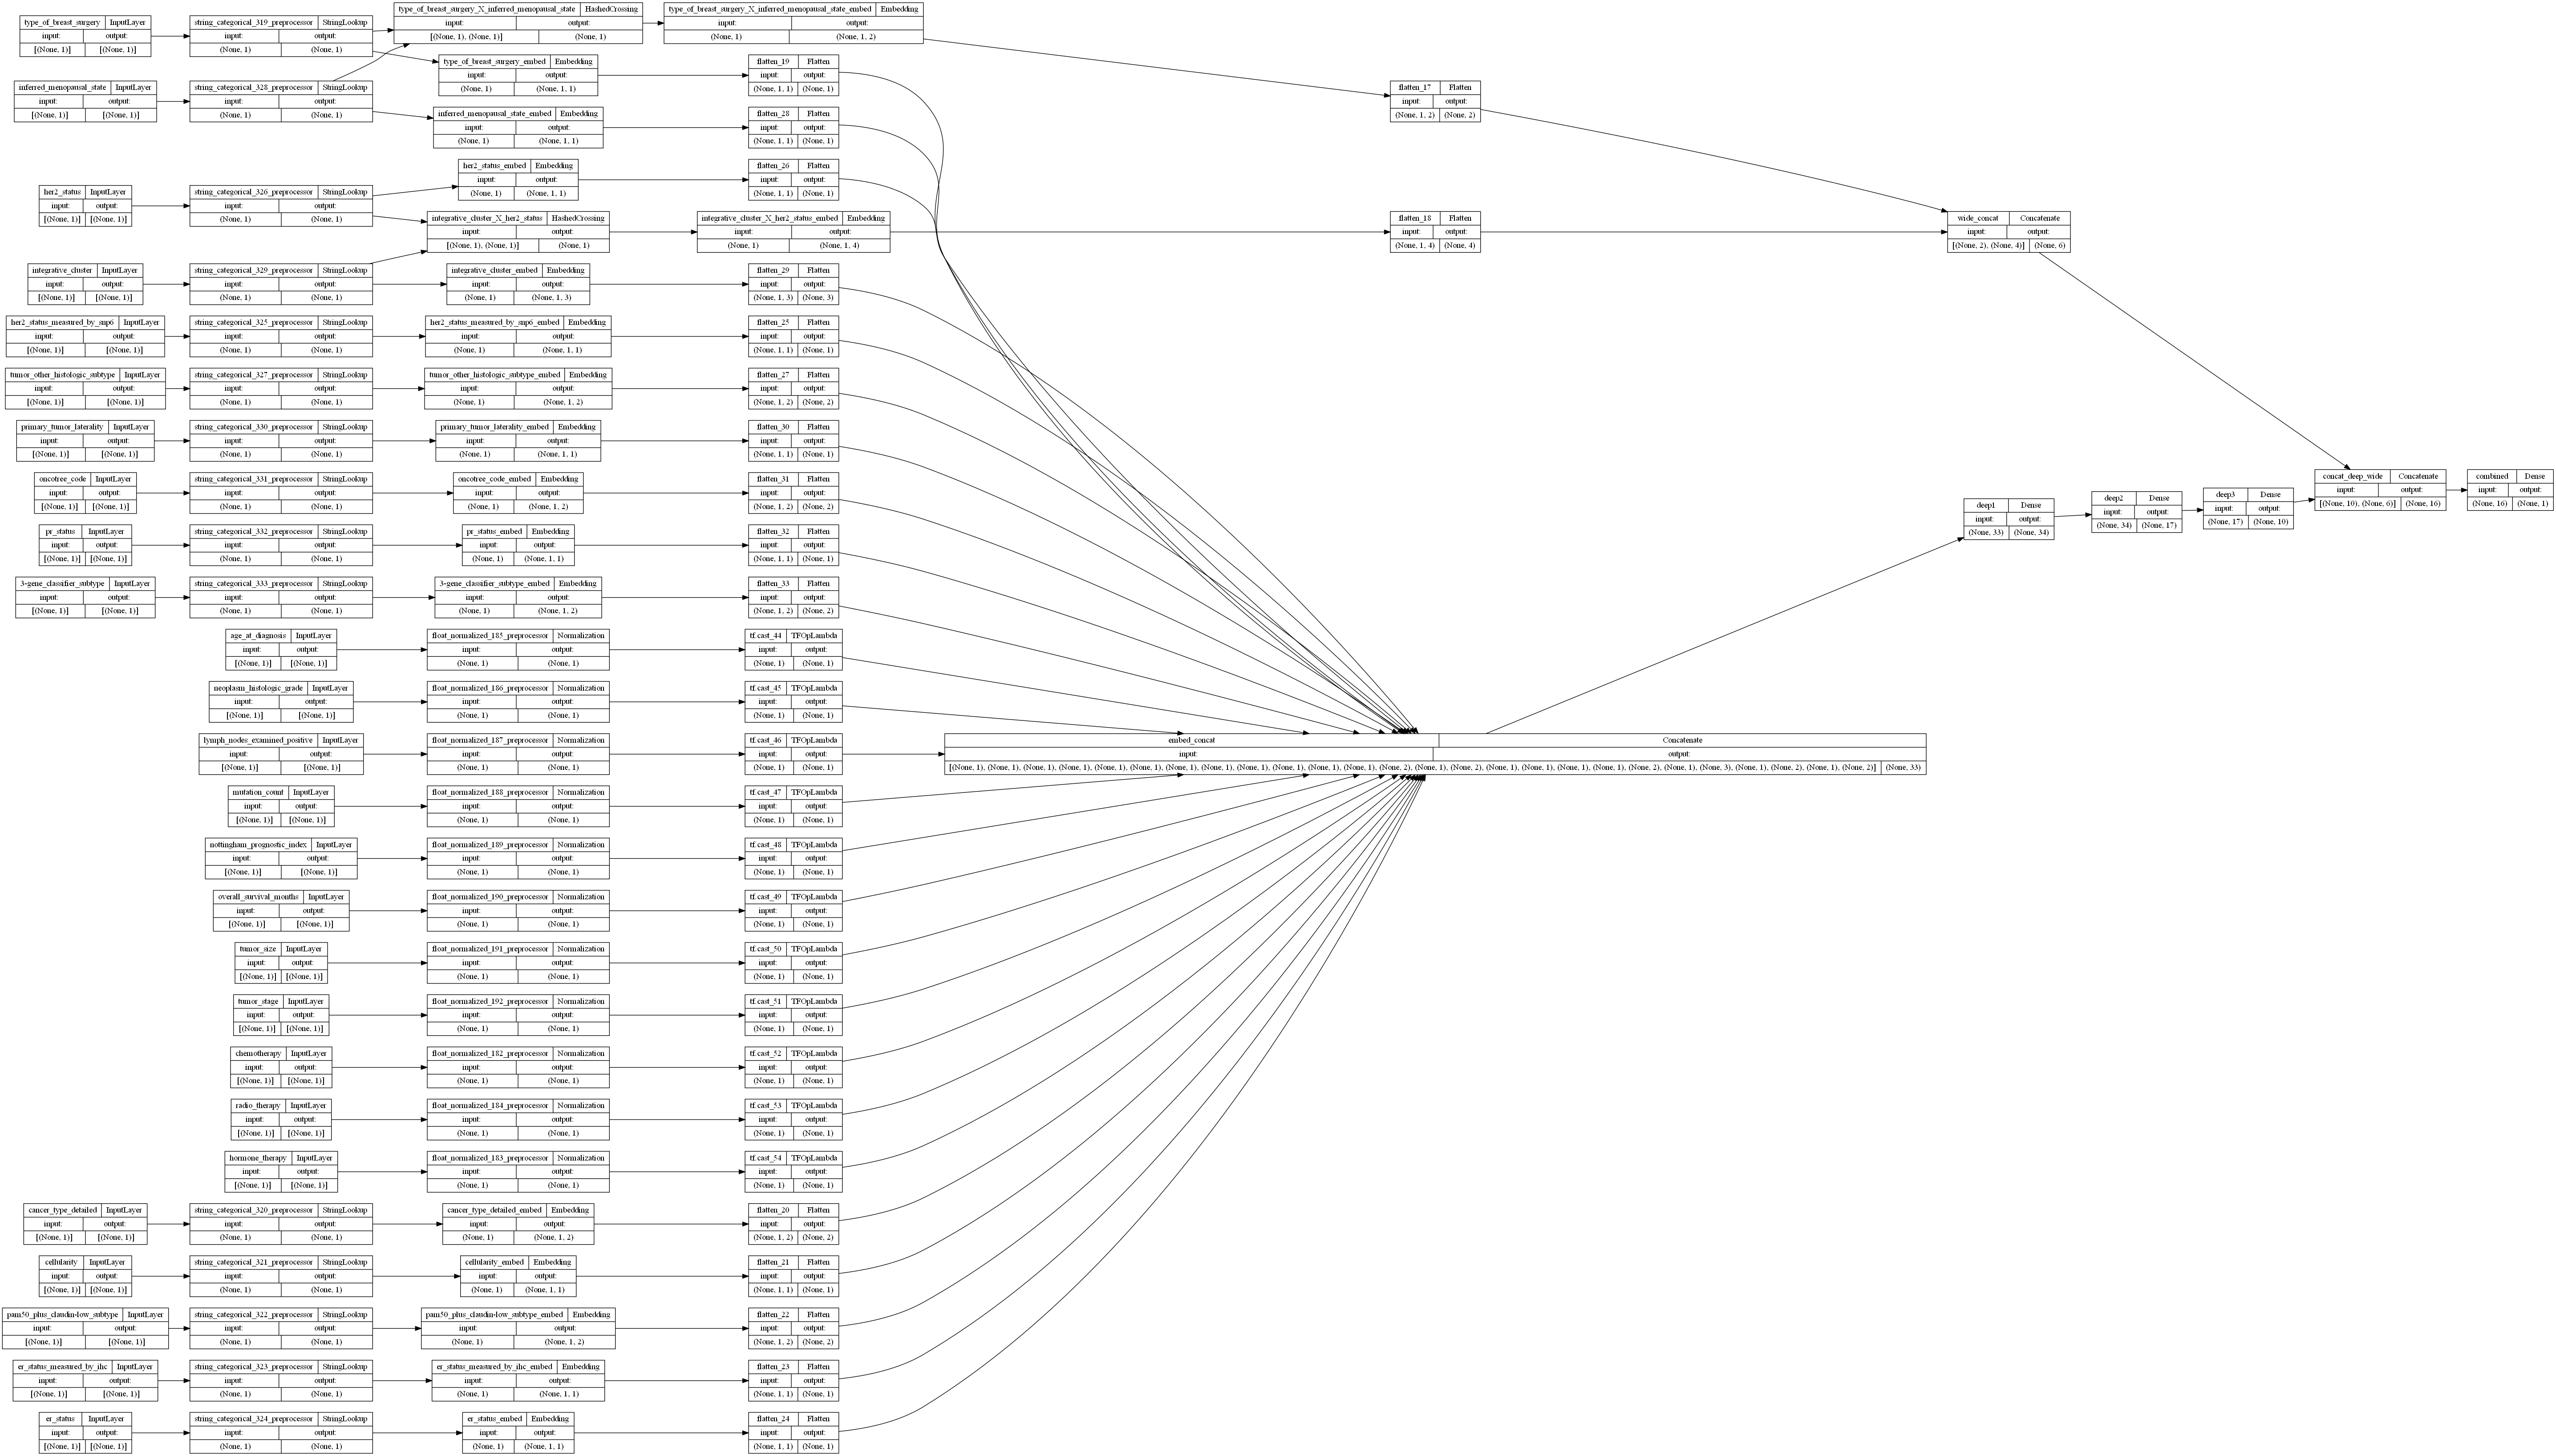 type_of_breast_surgery InputLayer
input: output:
[(None, 1)] [(None, 1)]
string_categorical_319_preprocessor StringLookup
input: output:
(None, 1) (None, 1)
type_of_breast_surgery_X_inferred_menopausal_state HashedCrossing
input: output:
[(None, 1), (None, 1)] (None, 1)
type_of_breast_surgery_X_inferred_menopausal_state_embed Embedding
input: output:
(None, 1) (None, 1, 2)
type_of_breast_surgery_embed Embedding
input: output:
(None, 1) (None, 1, 1)
flatten_19 Flatten
input: output:
(None, 1, 1) (None, 1)
flatten_17 Flatten
input: output:
(None, 1, 2) (None, 2)
inferred_menopausal_state InputLayer
input: output:
[(None, 1)] [(None, 1)]
string_categorical_328_preprocessor StringLookup
input: output:
(None, 1) (None, 1)
inferred_menopausal_state_embed Embedding
input: output:
(None, 1) (None, 1, 1)
flatten_28 Flatten
input: output:
(None, 1, 1) (None, 1)
her2_status_embed Embedding
input: output:
(None, 1) (None, 1, 1)
flatten_26 Flatten
input: output:
(None, 1, 1) (None, 1)
her2_status InputLayer
input: output:
[(None, 1)] [(None, 1)]
string_categorical_326_preprocessor StringLookup
input: output:
(None, 1) (None, 1)
integrative_cluster_X_her2_status HashedCrossing
input: output:
[(None, 1), (None, 1)] (None, 1)
integrative_cluster_X_her2_status_embed Embedding
input: output:
(None, 1) (None, 1, 4)
flatten_18 Flatten
input: output:
(None, 1, 4) (None, 4)
wide_concat Concatenate
input: output:
[(None, 2), (None, 4)] (None, 6)
integrative_cluster InputLayer
input: output:
[(None, 1)] [(None, 1)]
string_categorical_329_preprocessor StringLookup
input: output:
(None, 1) (None, 1)
integrative_cluster_embed Embedding
input: output:
(None, 1) (None, 1, 3)
flatten_29 Flatten
input: output:
(None, 1, 3) (None, 3)
her2_status_measured_by_snp6 InputLayer
input: output:
[(None, 1)] [(None, 1)]
string_categorical_325_preprocessor StringLookup
input: output:
(None, 1) (None, 1)
her2_status_measured_by_snp6_embed Embedding
input: output:
(None, 1) (None, 1, 1)
flatten_25 Flatten
input: output:
(None, 1, 1) (None, 1)
tumor_other_histologic_subtype InputLayer
input: output:
[(None, 1)] [(None, 1)]
string_categorical_327_preprocessor StringLookup
input: output:
(None, 1) (None, 1)
tumor_other_histologic_subtype_embed Embedding
input: output:
(None, 1) (None, 1, 2)
flatten_27 Flatten
input: output:
(None, 1, 2) (None, 2)
primary_tumor_laterality InputLayer
input: output:
[(None, 1)] [(None, 1)]
string_categorical_330_preprocessor StringLookup
input: output:
(None, 1) (None, 1)
primary_tumor_laterality_embed Embedding
input: output:
(None, 1) (None, 1, 1)
flatten_30 Flatten
input: output:
(None, 1, 1) (None, 1)
oncotree_code InputLayer
input: output:
[(None, 1)] [(None, 1)]
string_categorical_331_preprocessor StringLookup
input: output:
(None, 1) (None, 1)
oncotree_code_embed Embedding
input: output:
(None, 1) (None, 1, 2)
flatten_31 Flatten
input: output:
(None, 1, 2) (None, 2)
deep1 Dense
input: output:
(None, 33) (None, 34)
deep2 Dense
input: output:
(None, 34) (None, 17)
deep3 Dense
input: output:
(None, 17) (None, 10)
concat_deep_wide Concatenate
input: output:
[(None, 10), (None, 6)] (None, 16)
combined Dense
input: output:
(None, 16) (None, 1)
pr_status InputLayer
input: output:
[(None, 1)] [(None, 1)]
string_categorical_332_preprocessor StringLookup
input: output:
(None, 1) (None, 1)
pr_status_embed Embedding
input: output:
(None, 1) (None, 1, 1)
flatten_32 Flatten
input: output:
(None, 1, 1) (None, 1)
3-gene_classifier_subtype InputLayer
input: output:
[(None, 1)] [(None, 1)]
string_categorical_333_preprocessor StringLookup
input: output:
(None, 1) (None, 1)
3-gene_classifier_subtype_embed Embedding
input: output:
(None, 1) (None, 1, 2)
flatten_33 Flatten
input: output:
(None, 1, 2) (None, 2)
age_at_diagnosis InputLayer
input: output:
[(None, 1)] [(None, 1)]
float_normalized_185_preprocessor Normalization
input: output:
(None, 1) (None, 1)
tf.cast_44 TFOpLambda
input: output:
(None, 1) (None, 1)
neoplasm_histologic_grade InputLayer
input: output:
[(None, 1)] [(None, 1)]
float_normalized_186_preprocessor Normalization
input: output:
(None, 1) (None, 1)
tf.cast_45 TFOpLambda
input: output:
(None, 1) (None, 1)
lymph_nodes_examined_positive InputLayer
input: output:
[(None, 1)] [(None, 1)]
float_normalized_187_preprocessor Normalization
input: output:
(None, 1) (None, 1)
tf.cast_46 TFOpLambda
input: output:
(None, 1) (None, 1)
embed_concat Concatenate
input: output:
[(None, 1), (None, 1), (None, 1), (None, 1), (None, 1), (None, 1), (None, 1), (None, 1), (None, 1), (None, 1), (None, 1), (None, 1), (None, 2), (None, 1), (None, 2), (None, 1), (None, 1), (None, 1), (None, 1), (None, 2), (None, 1), (None, 3), (None, 1), (None, 2), (None, 1), (None, 2)] (None, 33)
mutation_count InputLayer
input: output:
[(None, 1)] [(None, 1)]
float_normalized_188_preprocessor Normalization
input: output:
(None, 1) (None, 1)
tf.cast_47 TFOpLambda
input: output:
(None, 1) (None, 1)
nottingham_prognostic_index InputLayer
input: output:
[(None, 1)] [(None, 1)]
float_normalized_189_preprocessor Normalization
input: output:
(None, 1) (None, 1)
tf.cast_48 TFOpLambda
input: output:
(None, 1) (None, 1)
overall_survival_months InputLayer
input: output:
[(None, 1)] [(None, 1)]
float_normalized_190_preprocessor Normalization
input: output:
(None, 1) (None, 1)
tf.cast_49 TFOpLambda
input: output:
(None, 1) (None, 1)
tumor_size InputLayer
input: output:
[(None, 1)] [(None, 1)]
float_normalized_191_preprocessor Normalization
input: output:
(None, 1) (None, 1)
tf.cast_50 TFOpLambda
input: output:
(None, 1) (None, 1)
tumor_stage InputLayer
input: output:
[(None, 1)] [(None, 1)]
float_normalized_192_preprocessor Normalization
input: output:
(None, 1) (None, 1)
tf.cast_51 TFOpLambda
input: output:
(None, 1) (None, 1)
chemotherapy InputLayer
input: output:
[(None, 1)] [(None, 1)]
float_normalized_182_preprocessor Normalization
input: output:
(None, 1) (None, 1)
tf.cast_52 TFOpLambda
input: output:
(None, 1) (None, 1)
radio_therapy InputLayer
input: output:
[(None, 1)] [(None, 1)]
float_normalized_184_preprocessor Normalization
input: output:
(None, 1) (None, 1)
tf.cast_53 TFOpLambda
input: output:
(None, 1) (None, 1)
hormone_therapy InputLayer
input: output:
[(None, 1)] [(None, 1)]
float_normalized_183_preprocessor Normalization
input: output:
(None, 1) (None, 1)
tf.cast_54 TFOpLambda
input: output:
(None, 1) (None, 1)
cancer_type_detailed InputLayer
input: output:
[(None, 1)] [(None, 1)]
string_categorical_320_preprocessor StringLookup
input: output:
(None, 1) (None, 1)
cancer_type_detailed_embed Embedding
input: output:
(None, 1) (None, 1, 2)
flatten_20 Flatten
input: output:
(None, 1, 2) (None, 2)
cellularity InputLayer
input: output:
[(None, 1)] [(None, 1)]
string_categorical_321_preprocessor StringLookup
input: output:
(None, 1) (None, 1)
cellularity_embed Embedding
input: output:
(None, 1) (None, 1, 1)
flatten_21 Flatten
input: output:
(None, 1, 1) (None, 1)
pam50_plus_claudin-low_subtype InputLayer
input: output:
[(None, 1)] [(None, 1)]
string_categorical_322_preprocessor StringLookup
input: output:
(None, 1) (None, 1)
pam50_plus_claudin-low_subtype_embed Embedding
input: output:
(None, 1) (None, 1, 2)
flatten_22 Flatten
input: output:
(None, 1, 2) (None, 2)
er_status_measured_by_ihc InputLayer
input: output:
[(None, 1)] [(None, 1)]
string_categorical_323_preprocessor StringLookup
input: output:
(None, 1) (None, 1)
er_status_measured_by_ihc_embed Embedding
input: output:
(None, 1) (None, 1, 1)
flatten_23 Flatten
input: output:
(None, 1, 1) (None, 1)
er_status InputLayer
input: output:
[(None, 1)] [(None, 1)]
string_categorical_324_preprocessor StringLookup
input: output:
(None, 1) (None, 1)
er_status_embed Embedding
input: output:
(None, 1) (None, 1, 1)
flatten_24 Flatten
input: output:
(None, 1, 1) (None, 1)